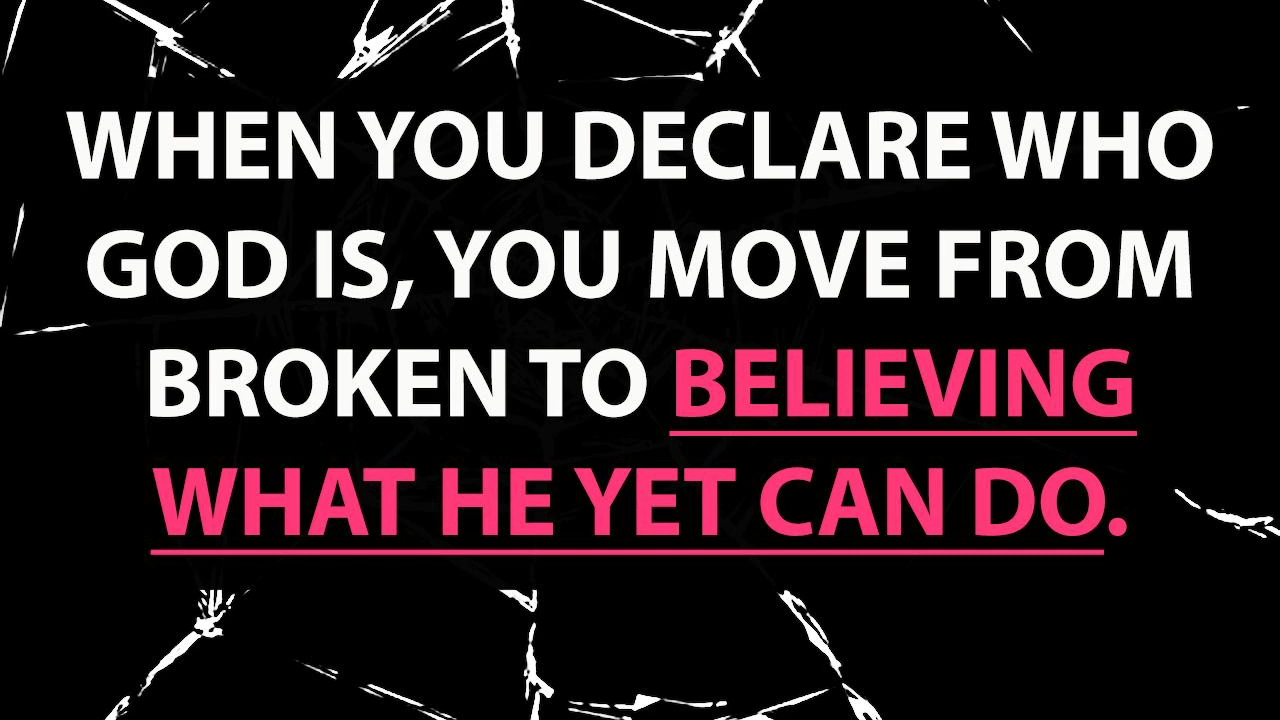 WHEN YOU DECLARE WHO
GOD IS, YOU MOVE FROM
BROKEN TO BELIEVING
WHAT HE YET CAN DO.